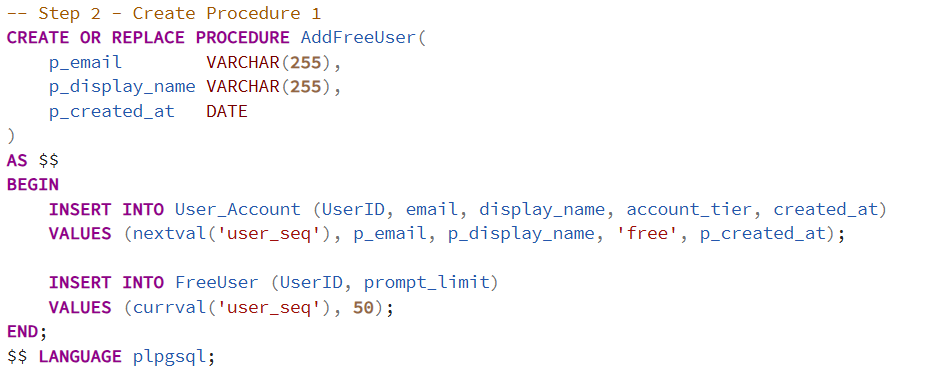 -- Step 2 - Create Procedure 1
CREATE OR REPLACE PROCEDURE AddFreeUser(
    p_email        VARCHAR(255),
    p_display_name VARCHAR(255),
    p_created_at   DATE
)
AS $$
BEGIN
    INSERT INTO User_Account (UserID, email, display_name, account_tier, created_at)
    VALUES (nextval('user_seq'), p_email, p_display_name, 'free', p_created_at);

    INSERT INTO FreeUser (UserID, prompt_limit)
    VALUES (currval('user_seq'), 50);
END;
$$ LANGUAGE plpgsql;